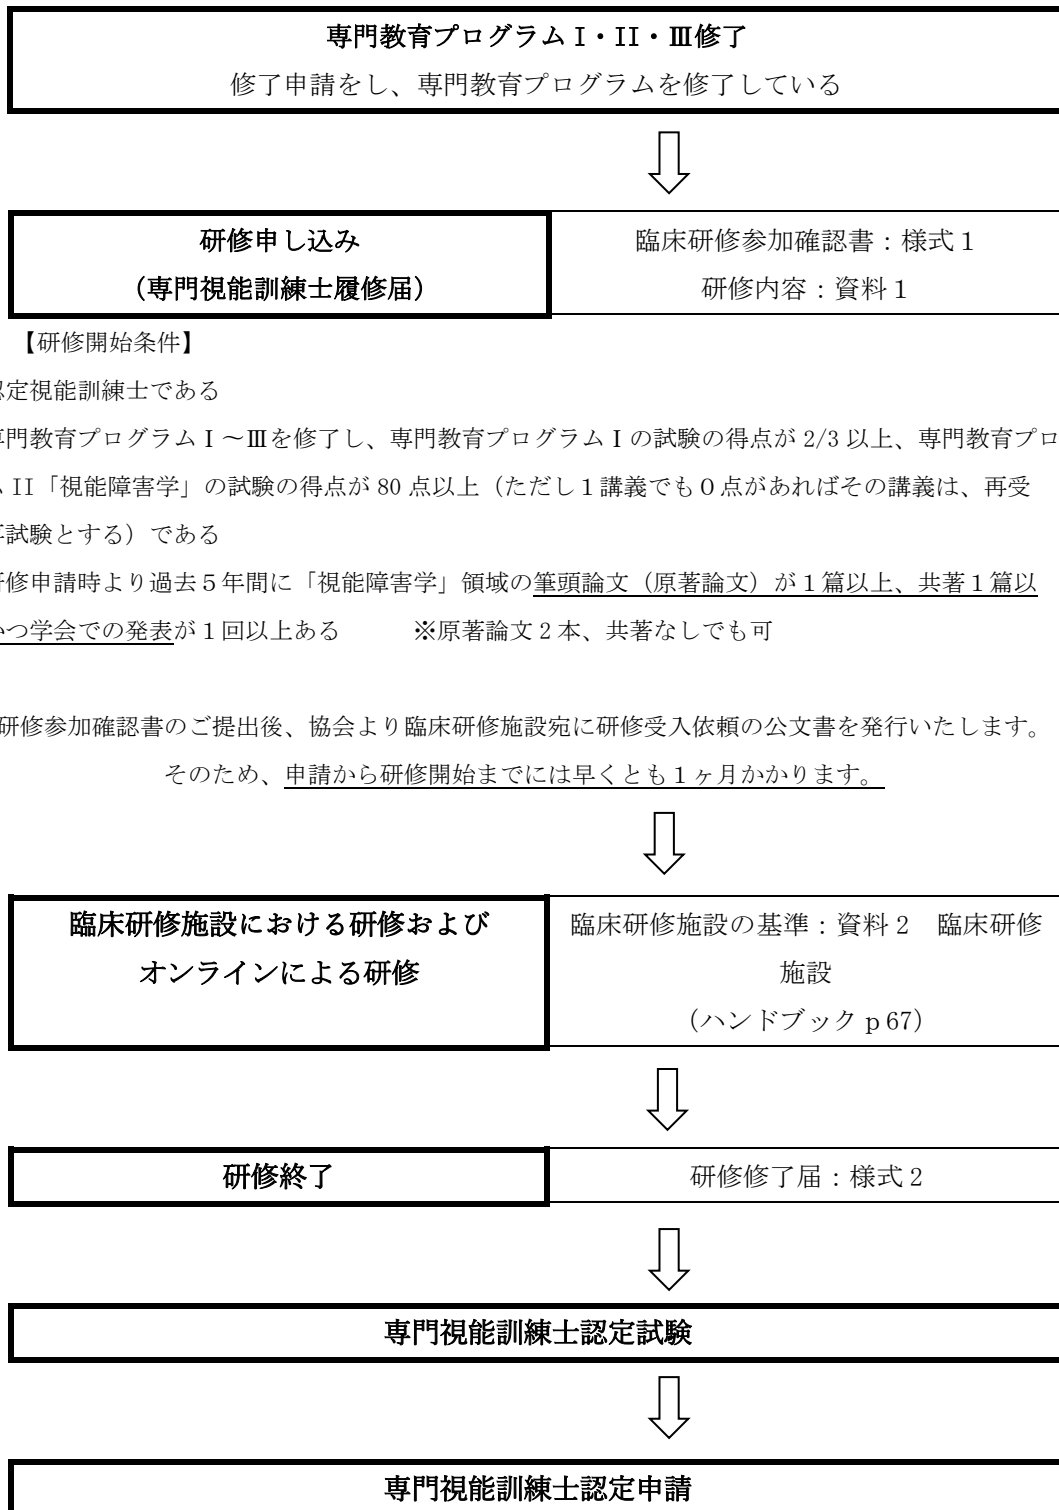 専門教育プログラムI・II・Ⅲ修了
修了申請をし、専門教育プログラムを修了している
研修申し込み
（専門視能訓練士履修届）
臨床研修参加確認書：様式１
研修内容：資料１
【研修開始条件】
定視能訓練士である
門教育プログラムⅠ～Ⅲを修了し、専門教育プログラムⅠの試験の得点が 2/3 以上、専門教育プロ
ム II「視能障害学」の試験の得点が 80 点以上（ただし１講義でも０点があればその講義は、再受
試験とする）である
修申請時より過去５年間に「視能障害学」領域の筆頭論文（原著論文）が１篇以上、共著１篇以
つ学会での発表が１回以上ある　　※原著論文２本、共著なしでも可
研修参加確認書のご提出後、協会より臨床研修施設宛に研修受入依頼の公文書を発行いたします。
そのため、申請から研修開始までには早くとも１ヶ月かかります。
臨床研修施設における研修および
オンラインによる研修
臨床研修施設の基準：資料２　臨床研修
施設
（ハンドブックｐ67）
研修終了
研修修了届：様式２
専門視能訓練士認定試験
専門視能訓練士認定申請